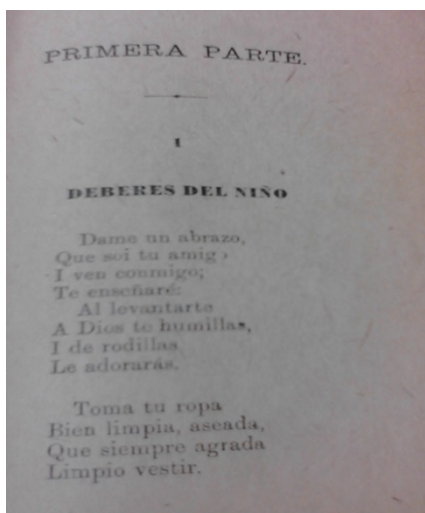 PRIMERA PARTE.
I
DEBERES DEL NIÑO
Dame un abrazo,
Que soi tu amigo
I ven conmigo;
Te enseñaré:
Al levantarte
A Dios te humillas,
I de rodillas
Le adorarás.
Toma tu ropa
Bien limpia, aseada,
Que siempre agrada
Limpio vestir.